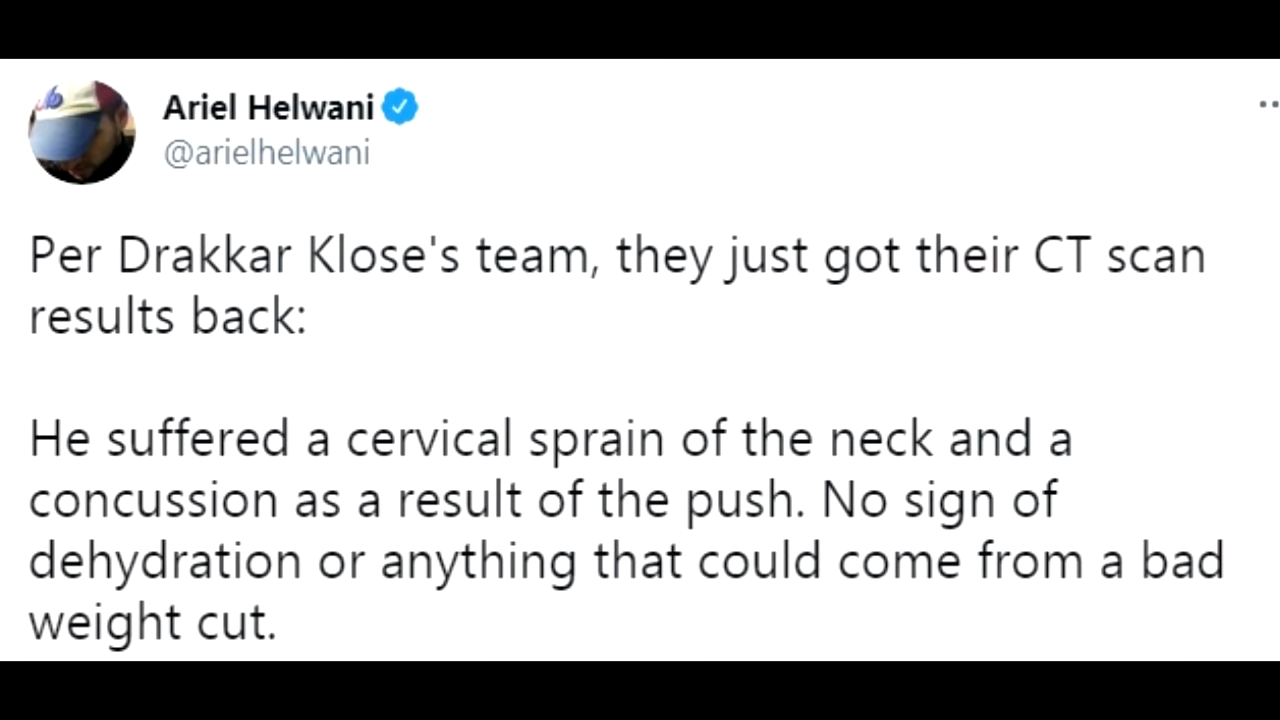 Ariel Helwani
@arielhelwani
Per Drakkar Klose's team, they just got their CT scan
results back:
He suffered a cervical sprain of the neck and a
concussion as a result of the push. No sign of
dehydration or anything that could come from a bad
weight cut.